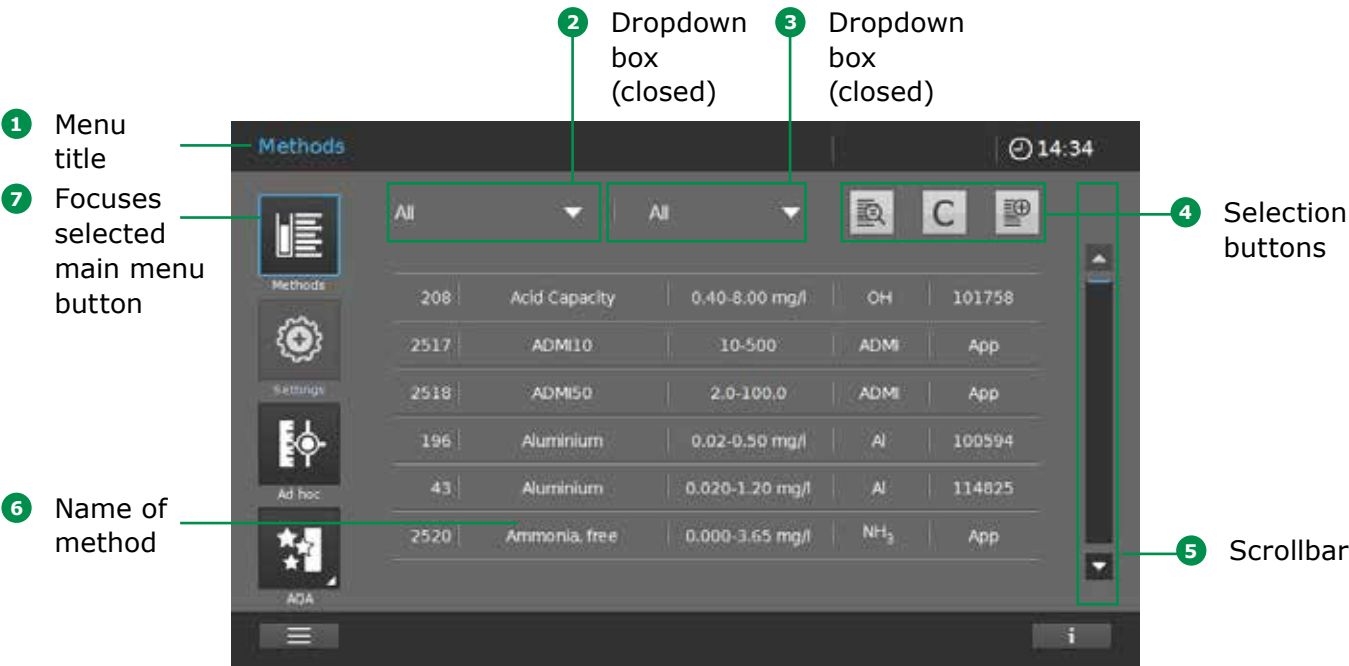 2 Dropdown
box
(closed)
3 Dropdown
box
(closed)
1 Menu
title
7 Focuses
selected
main menu
button
Methods
14:34
All
All
C
4 Selection
buttons
Methods
208 Acid Capacity 0.40-8.00 mg/l OH 101758
2517 ADMI10 10-500 ADMI App
Settings
2518 ADMI50 2.0-100.0 ADMI App
196 Aluminium 0.02-0.50 mg/l Al 100594
Ad hoc
43 Aluminium 0.020-1.20 mg/l Al 114825
6 Name of
method
2520 Ammonia, free 0.000-3.65 mg/l NH₃ App
5 Scrollbar
AQA
i